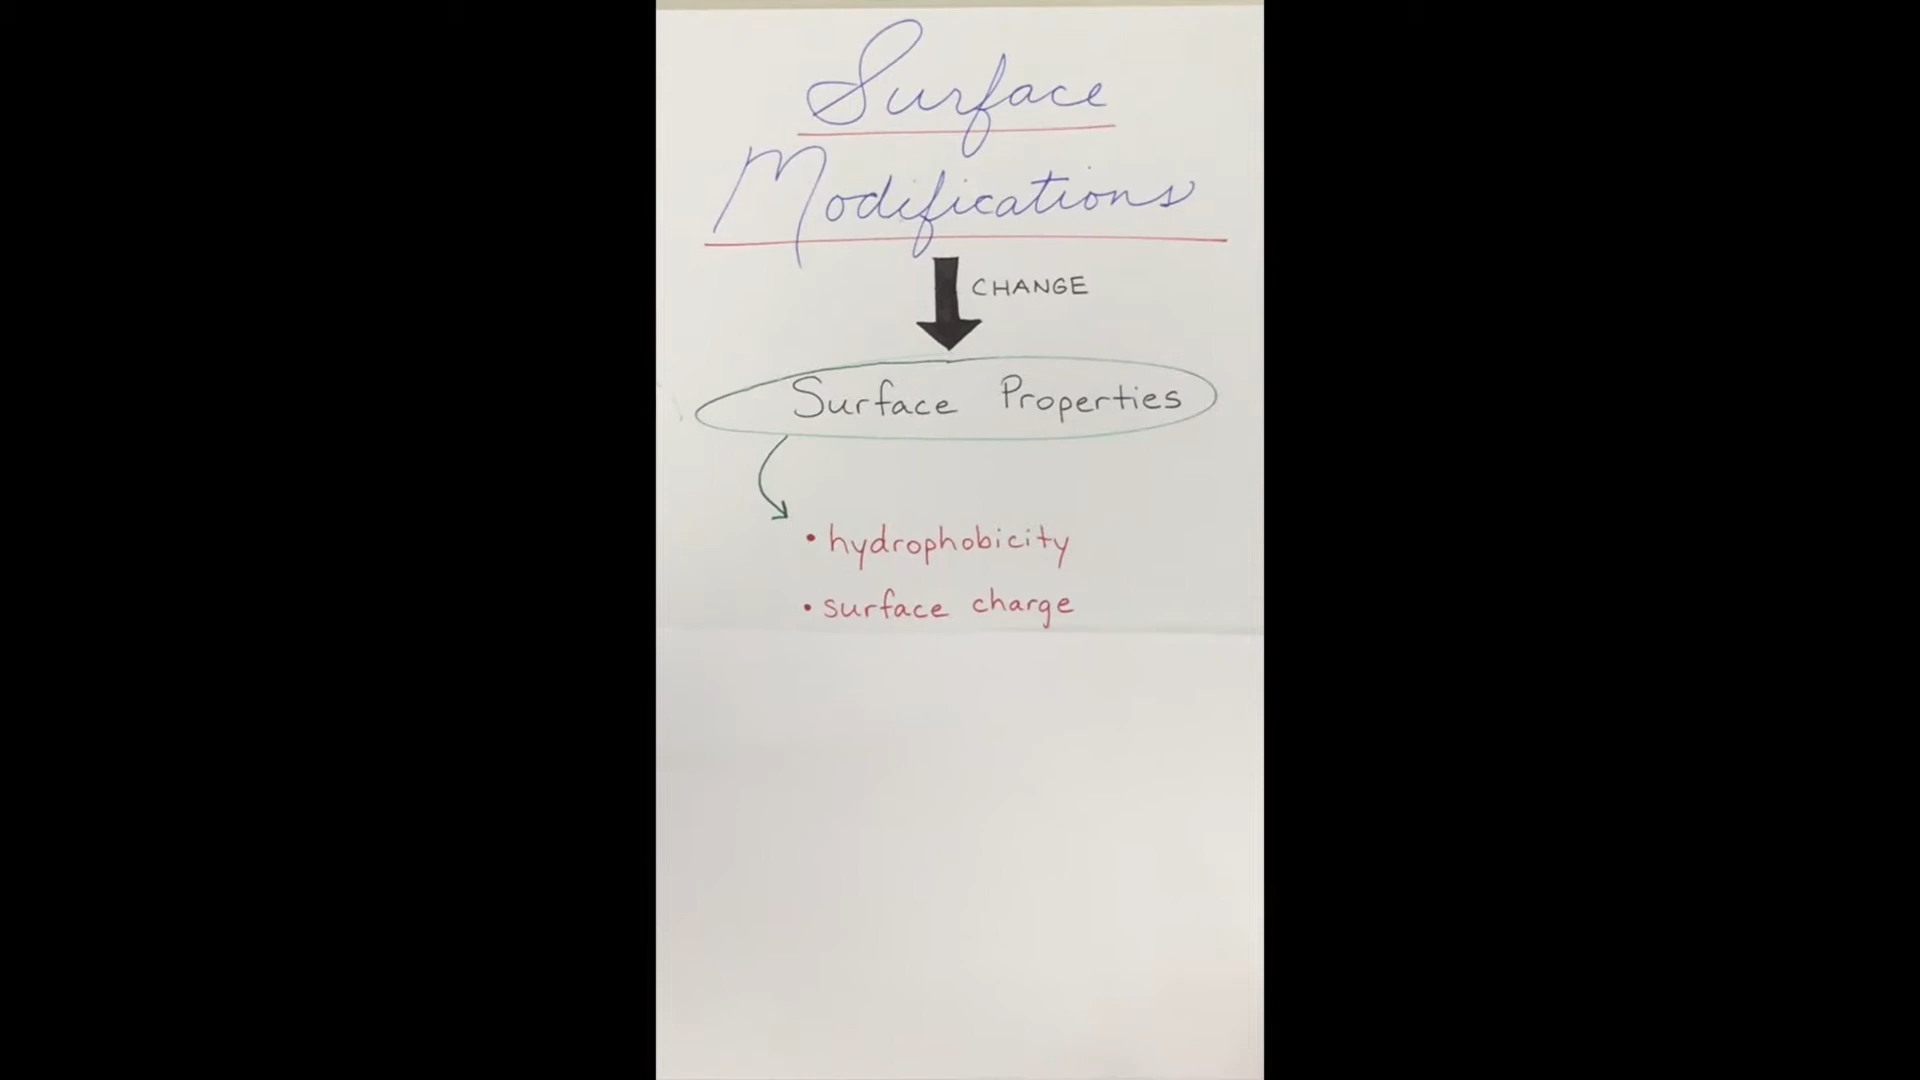 Surface
Modifications
CHANGE
Surface Properties
• hydrophobicity
• surface charge